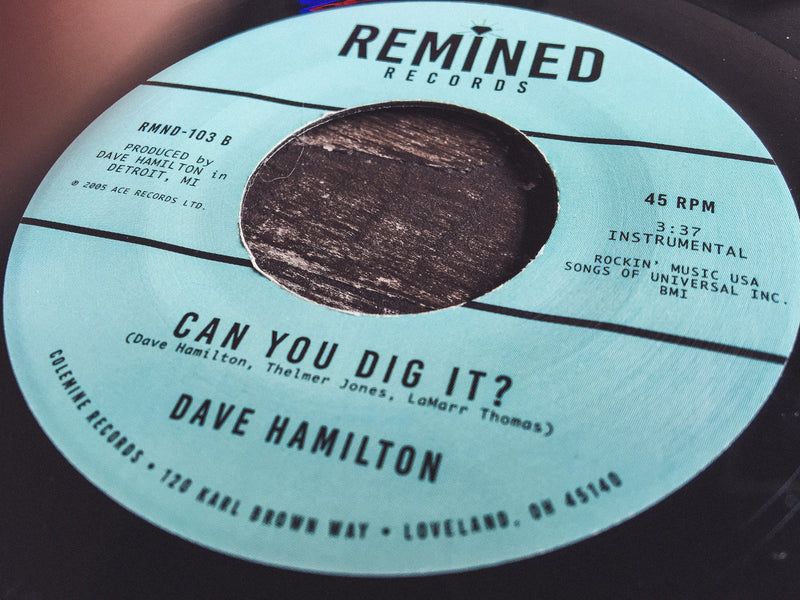 REMINED
RECORDS
RMND-103 B
PRODUCED by
DAVE HAMILTON in
DETROIT, MI
℗ 2005 ACE RECORDS LTD.
45 RPM
3:37
INSTRUMENTAL
ROCKIN' MUSIC USA
SONGS OF UNIVERSAL INC.
BMI
CAN YOU DIG IT?
(Dave Hamilton, Thelmer Jones, LaMarr Thomas)
DAVE HAMILTON
COLEMINE RECORDS • 120 KARL BROWN WAY • LOVELAND, OH 45140